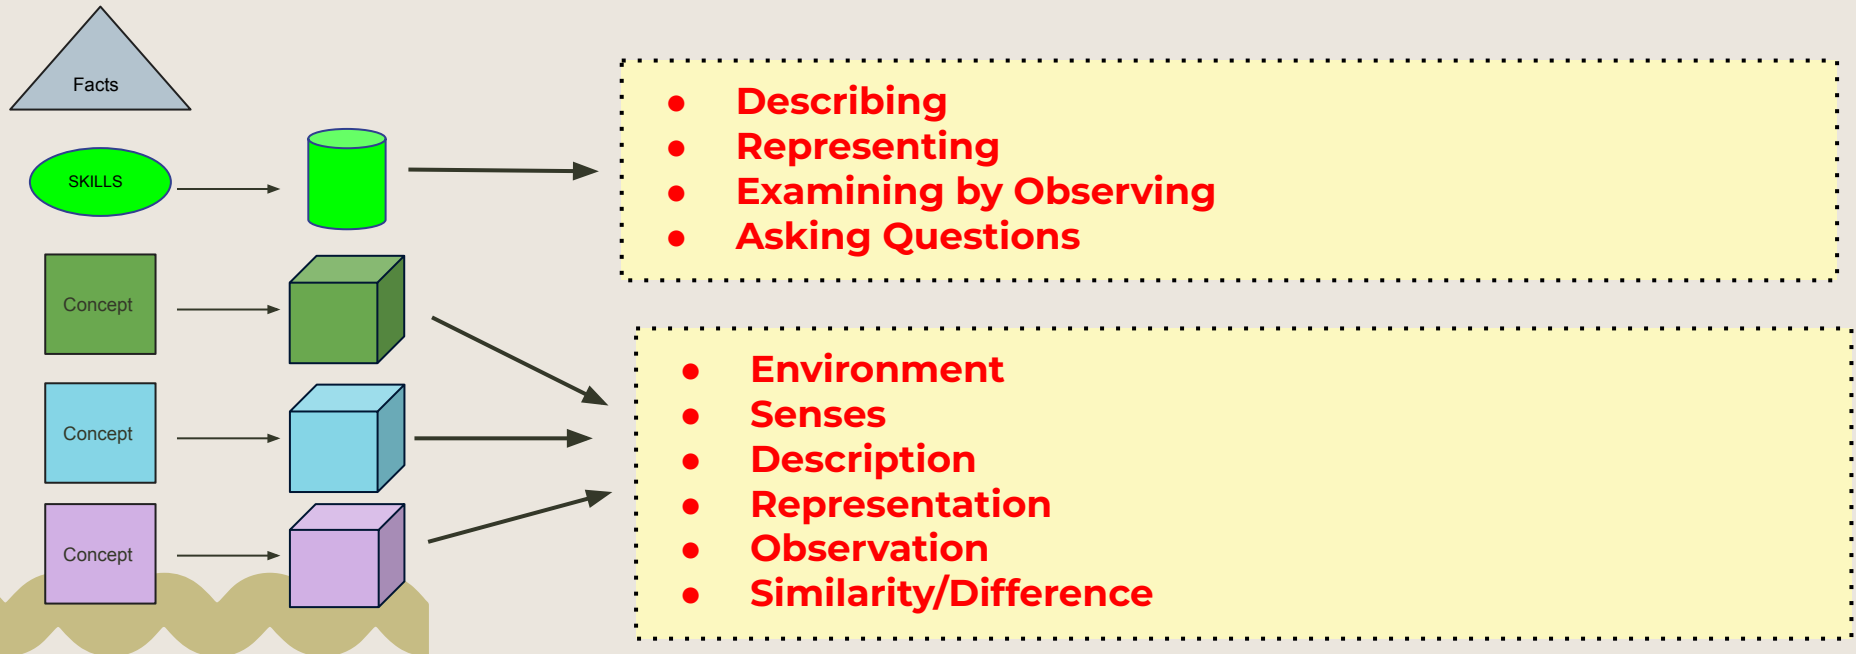 Facts
SKILLS
Concept
Concept
Concept
● Describing
● Representing
● Examining by Observing
● Asking Questions
● Environment
● Senses
● Description
● Representation
● Observation
● Similarity/Difference